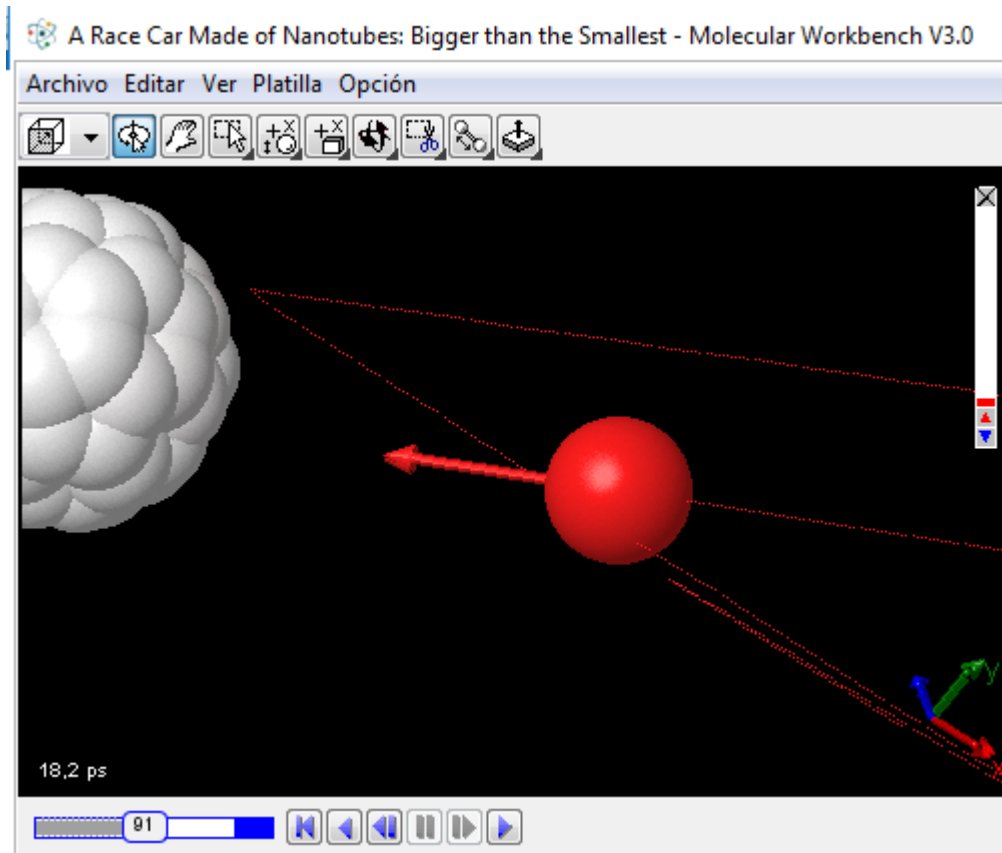 A Race Car Made of Nanotubes: Bigger than the Smallest - Molecular Workbench V3.0
Archivo Editar Ver Platilla Opción
y
x
18,2 ps
91